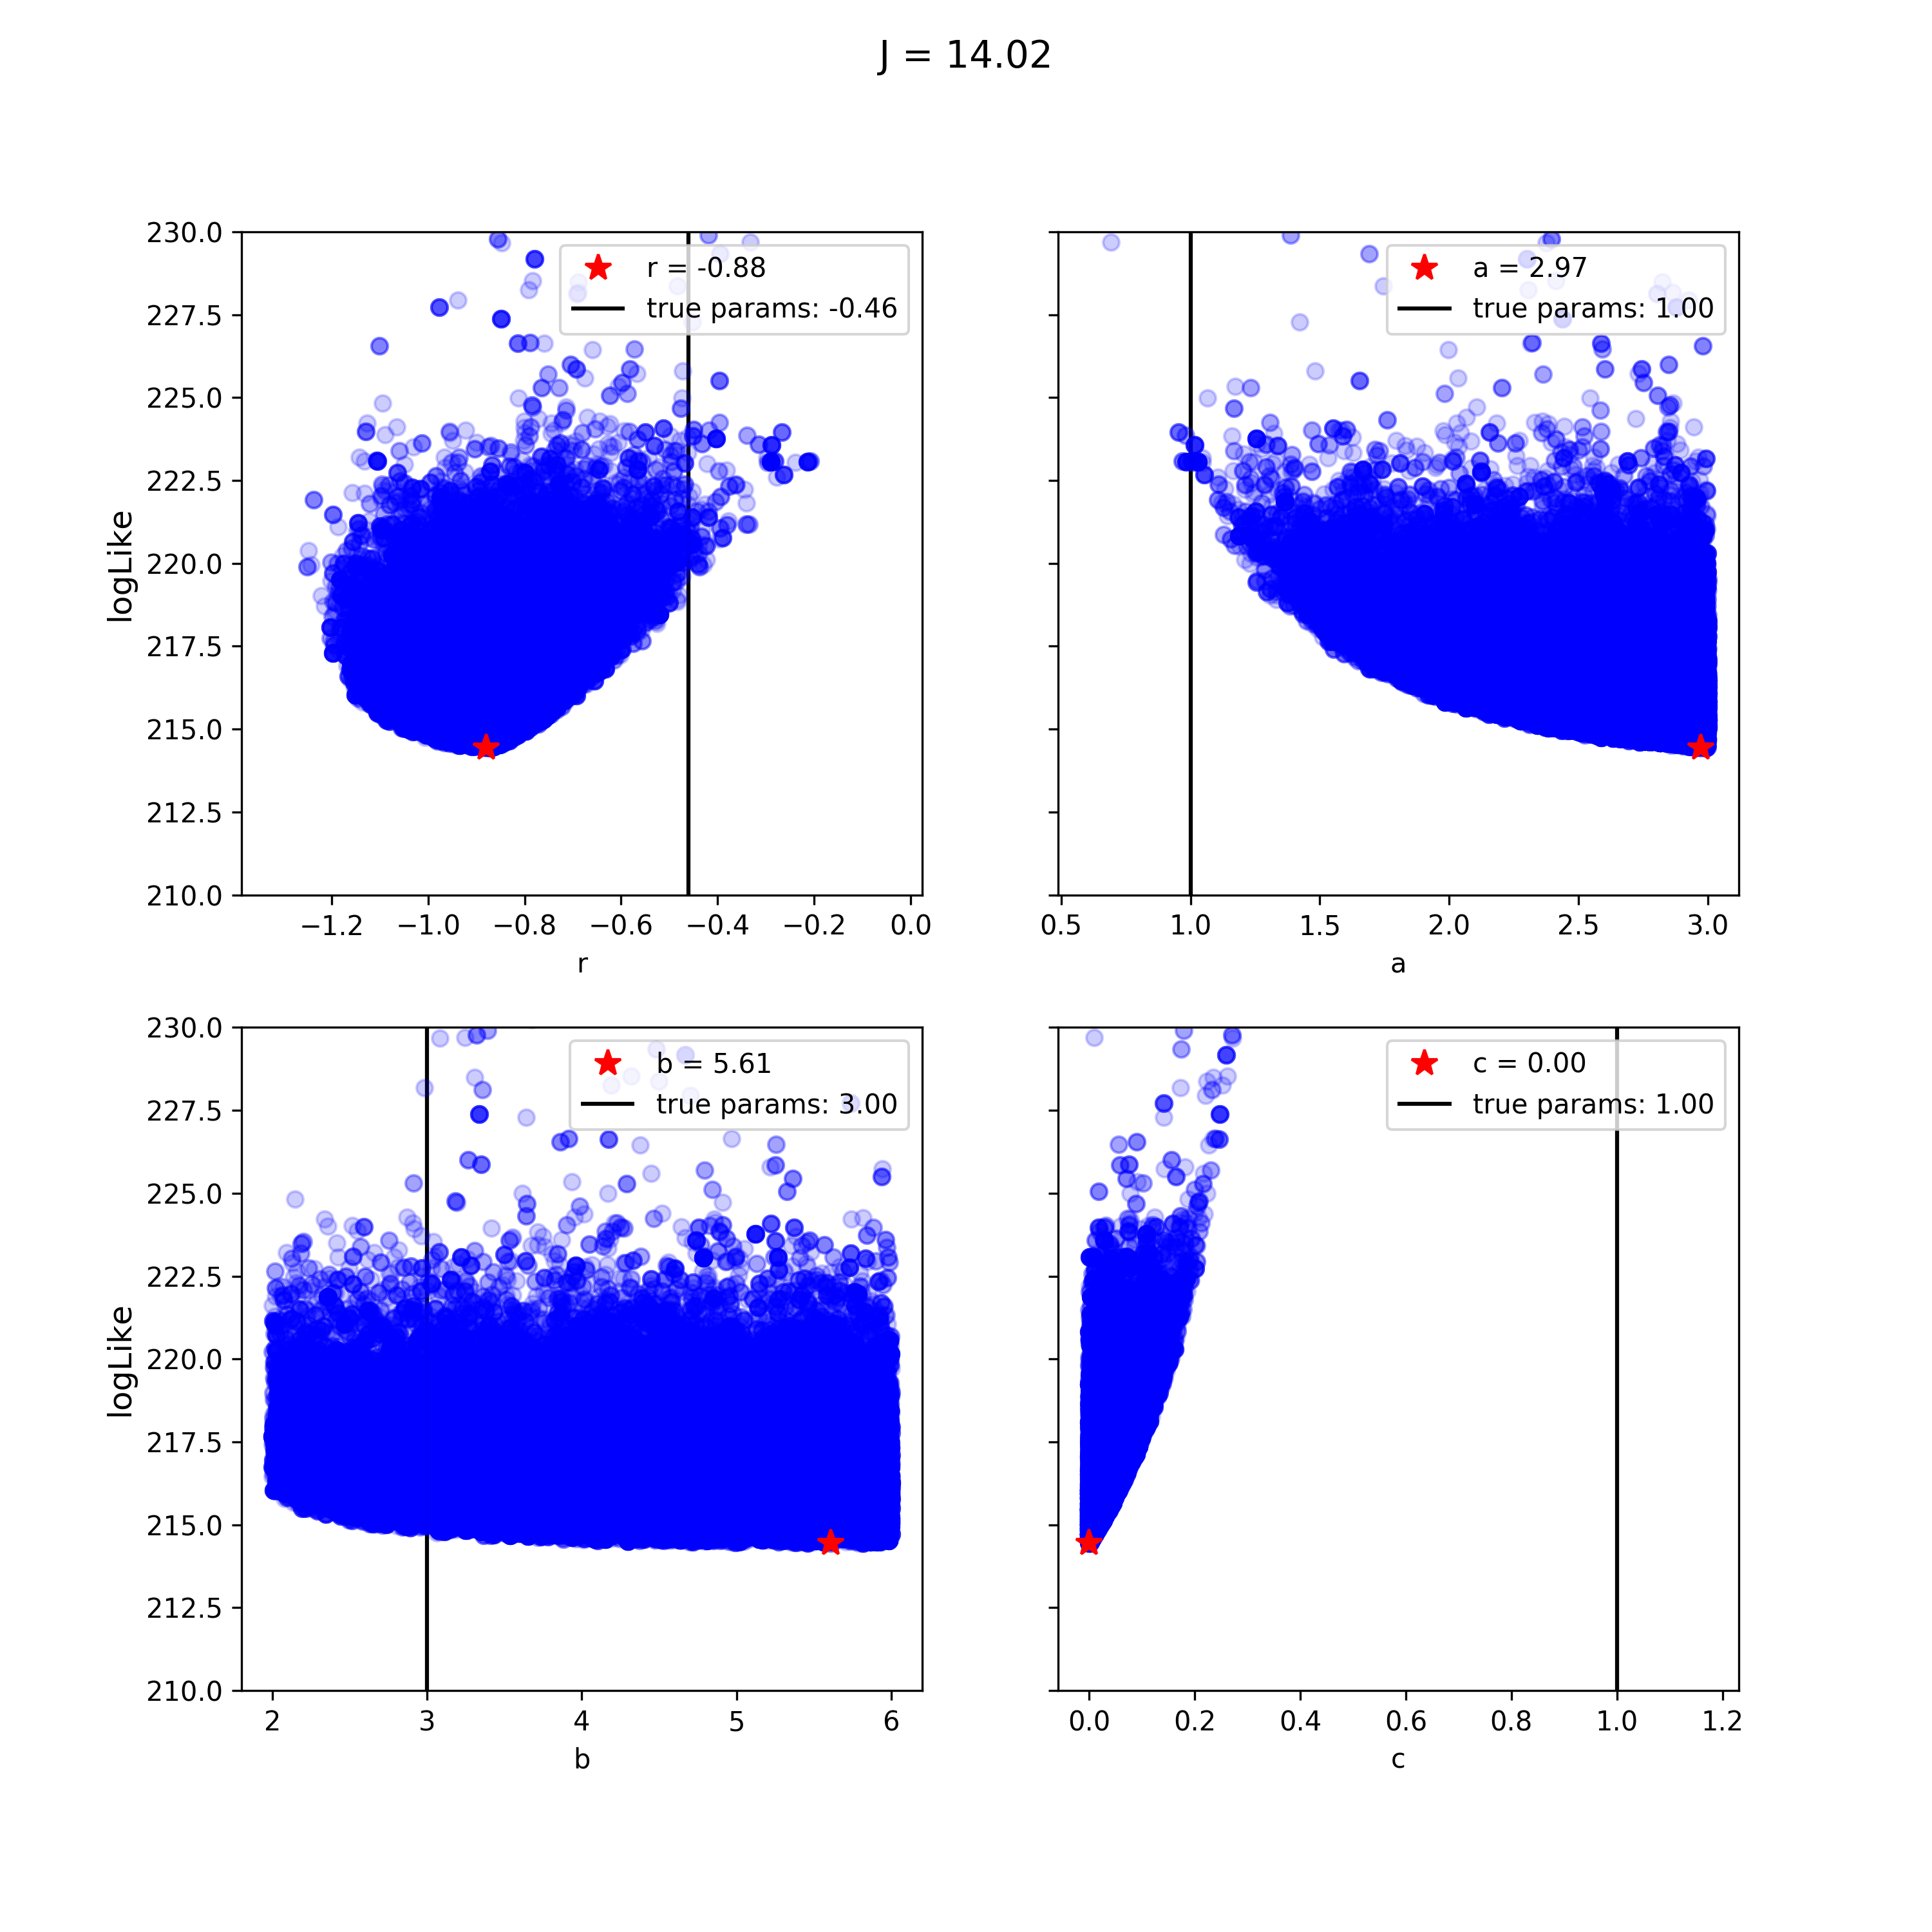 J = 14.02
230.0
227.5
225.0
222.5
220.0
217.5
215.0
212.5
210.0
logLike
−1.2 −1.0 −0.8 −0.6 −0.4 −0.2 0.0
r
r = -0.88
true params: -0.46
0.5 1.0 1.5 2.0 2.5 3.0
a
a = 2.97
true params: 1.00
230.0
227.5
225.0
222.5
220.0
217.5
215.0
212.5
210.0
logLike
2 3 4 5 6
b
b = 5.61
true params: 3.00
0.0 0.2 0.4 0.6 0.8 1.0 1.2
c
c = 0.00
true params: 1.00